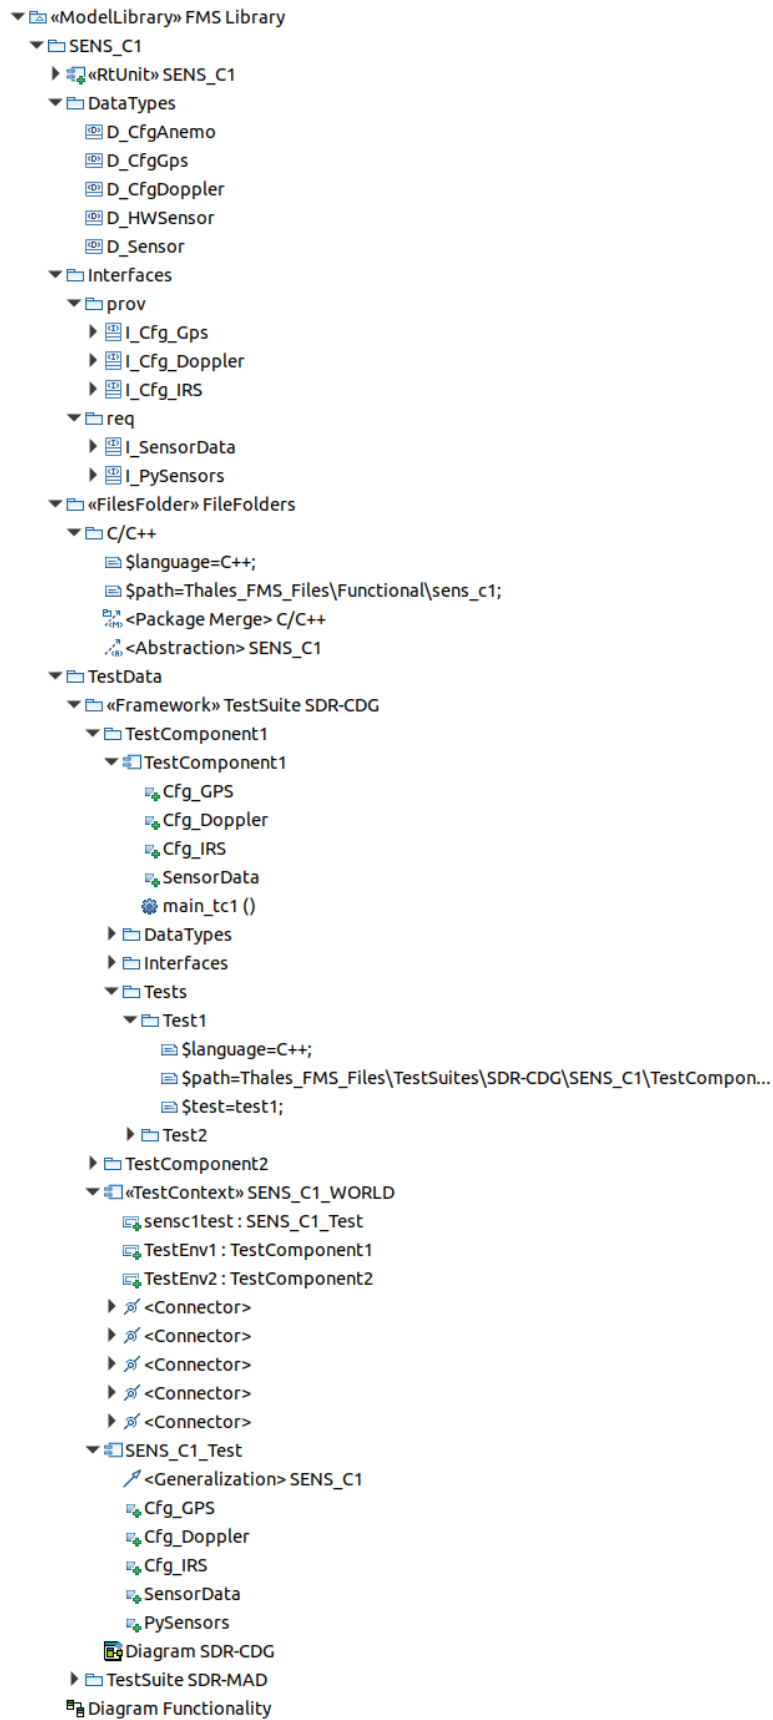 «ModelLibrary» FMS Library
SENS_C1
«RtUnit» SENS_C1
DataTypes
D_CfgAnemo
D_CfgGps
D_CfgDoppler
D_HWSensor
D_Sensor
Interfaces
prov
I_Cfg_Gps
I_Cfg_Doppler
I_Cfg_IRS
req
I_SensorData
I_PySensors
«FilesFolder» FileFolders
C/C++
$language=C++;
$path=Thales_FMS_Files\Functional\sens_c1;
<Package Merge> C/C++
<Abstraction> SENS_C1
TestData
«Framework» TestSuite SDR-CDG
TestComponent1
TestComponent1
Cfg_GPS
Cfg_Doppler
Cfg_IRS
SensorData
main_tc1 ()
DataTypes
Interfaces
Tests
Test1
$language=C++;
$path=Thales_FMS_Files\TestSuites\SDR-CDG\SENS_C1\TestCompon...
$test=test1;
Test2
TestComponent2
«TestContext» SENS_C1_WORLD
sensc1test : SENS_C1_Test
TestEnv1 : TestComponent1
TestEnv2 : TestComponent2
<Connector>
<Connector>
<Connector>
<Connector>
<Connector>
SENS_C1_Test
<Generalization> SENS_C1
Cfg_GPS
Cfg_Doppler
Cfg_IRS
SensorData
PySensors
Diagram SDR-CDG
TestSuite SDR-MAD
Diagram Functionality